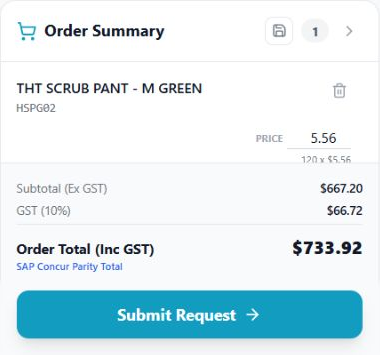 Order Summary 1
THT SCRUB PANT - M GREEN
HSPG02
PRICE 5.56
120 x $5.56
Subtotal (Ex GST) $667.20
GST (10%) $66.72
Order Total (Inc GST) $733.92
SAP Concur Parity Total
Submit Request →